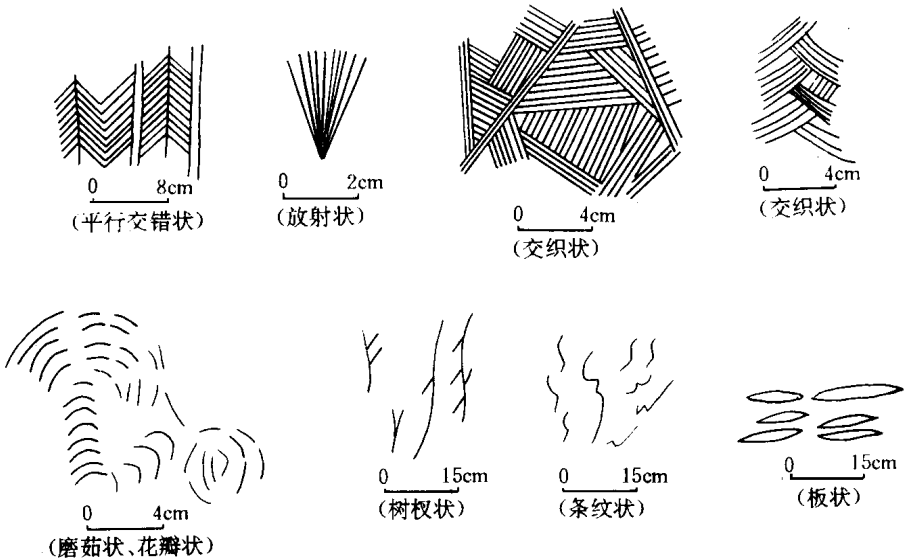 0 8cm
(平行交错状)
0 2cm
(放射状)
0 4cm
(交织状)
0 4cm
(交织状)
0 4cm
(磨茹状、花瓣状)
0 15cm
(树杈状)
0 15cm
(条纹状)
0 15cm
(板状)